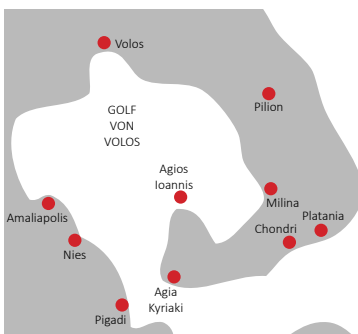 Volos
GOLF
VON
VOLOS
Pilion
Agios
Ioannis
Amaliapolis
Milina
Platania
Chondri
Nies
Agia
Kyriaki
Pigadi